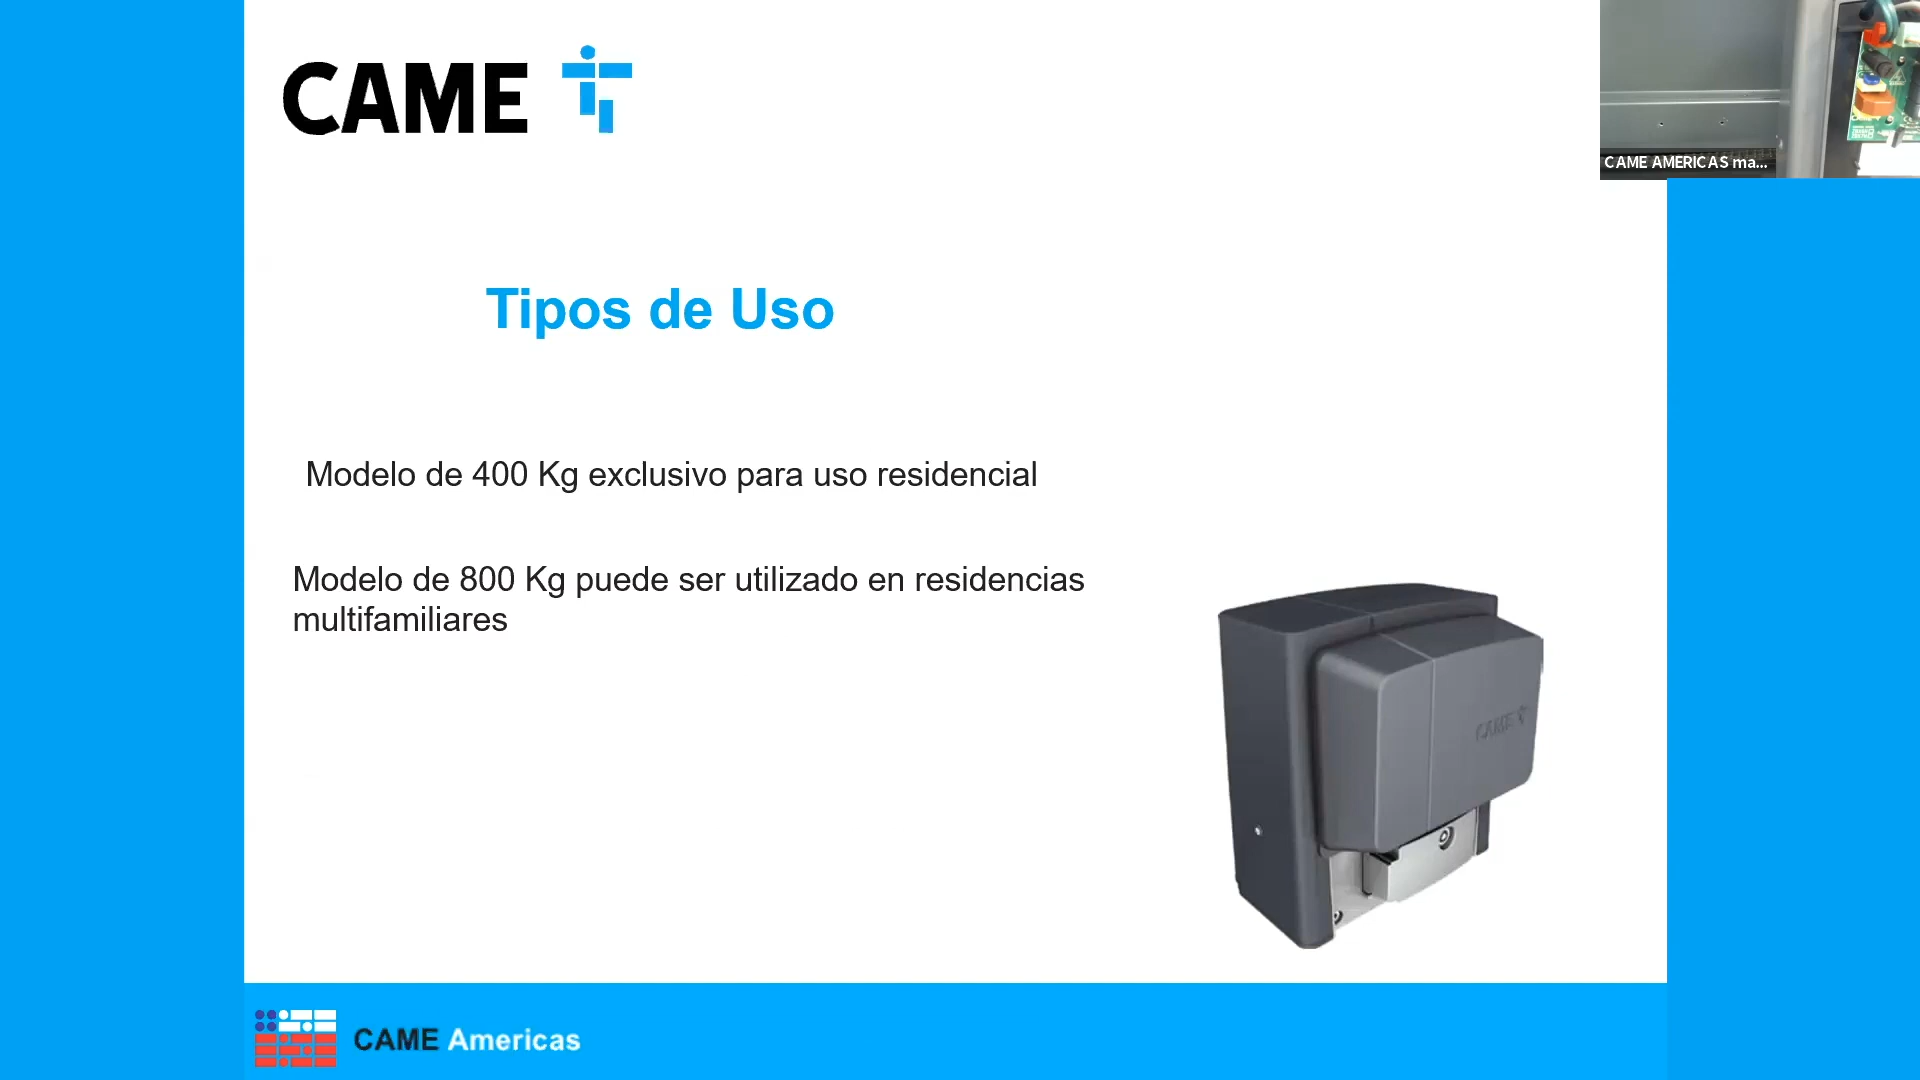 CAME
CAME AMERICAS ma...
Tipos de Uso
Modelo de 400 Kg exclusivo para uso residencial
Modelo de 800 Kg puede ser utilizado en residencias
multifamiliares
CAME
CAME Americas